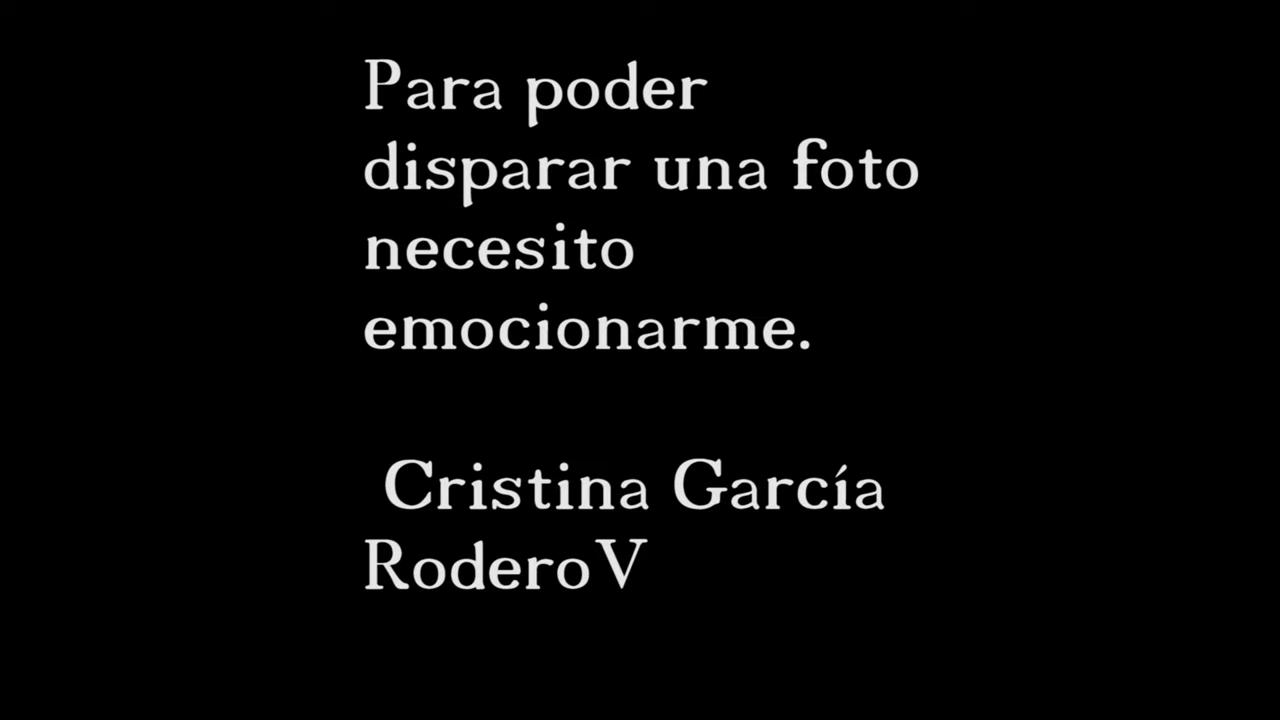 Para poder
disparar una foto
necesito
emocionarme.
Cristina García
RoderoV